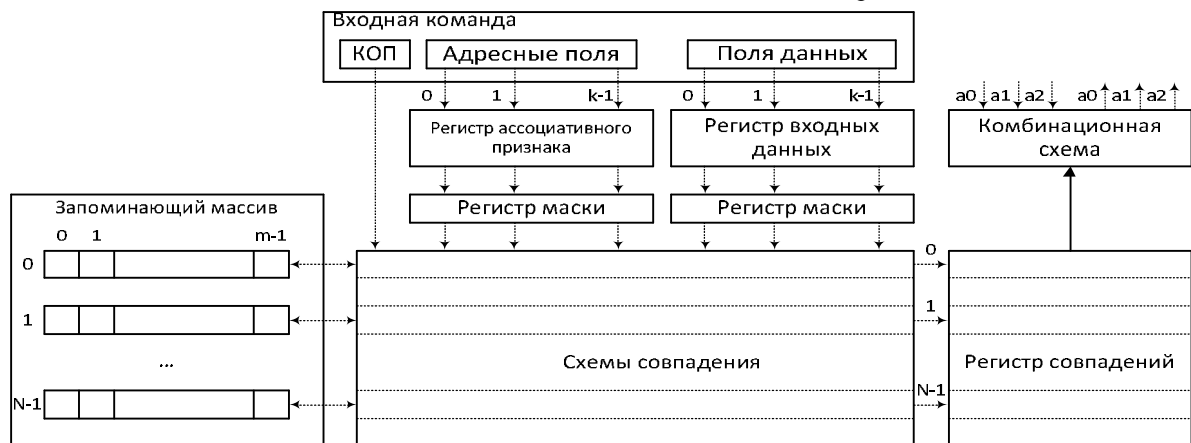 Входная команда
КОП Адресные поля Поля данных
0 1 k-1 0 1 k-1 a0 a1 a2 a0 a1 a2
Регистр ассоциативного признака
Регистр входных данных
Комбинационная схема
Регистр маски Регистр маски
Запоминающий массив
0 1 m-1
0 0
1 1
... Схемы совпадения Регистр совпадений
N-1 N-1